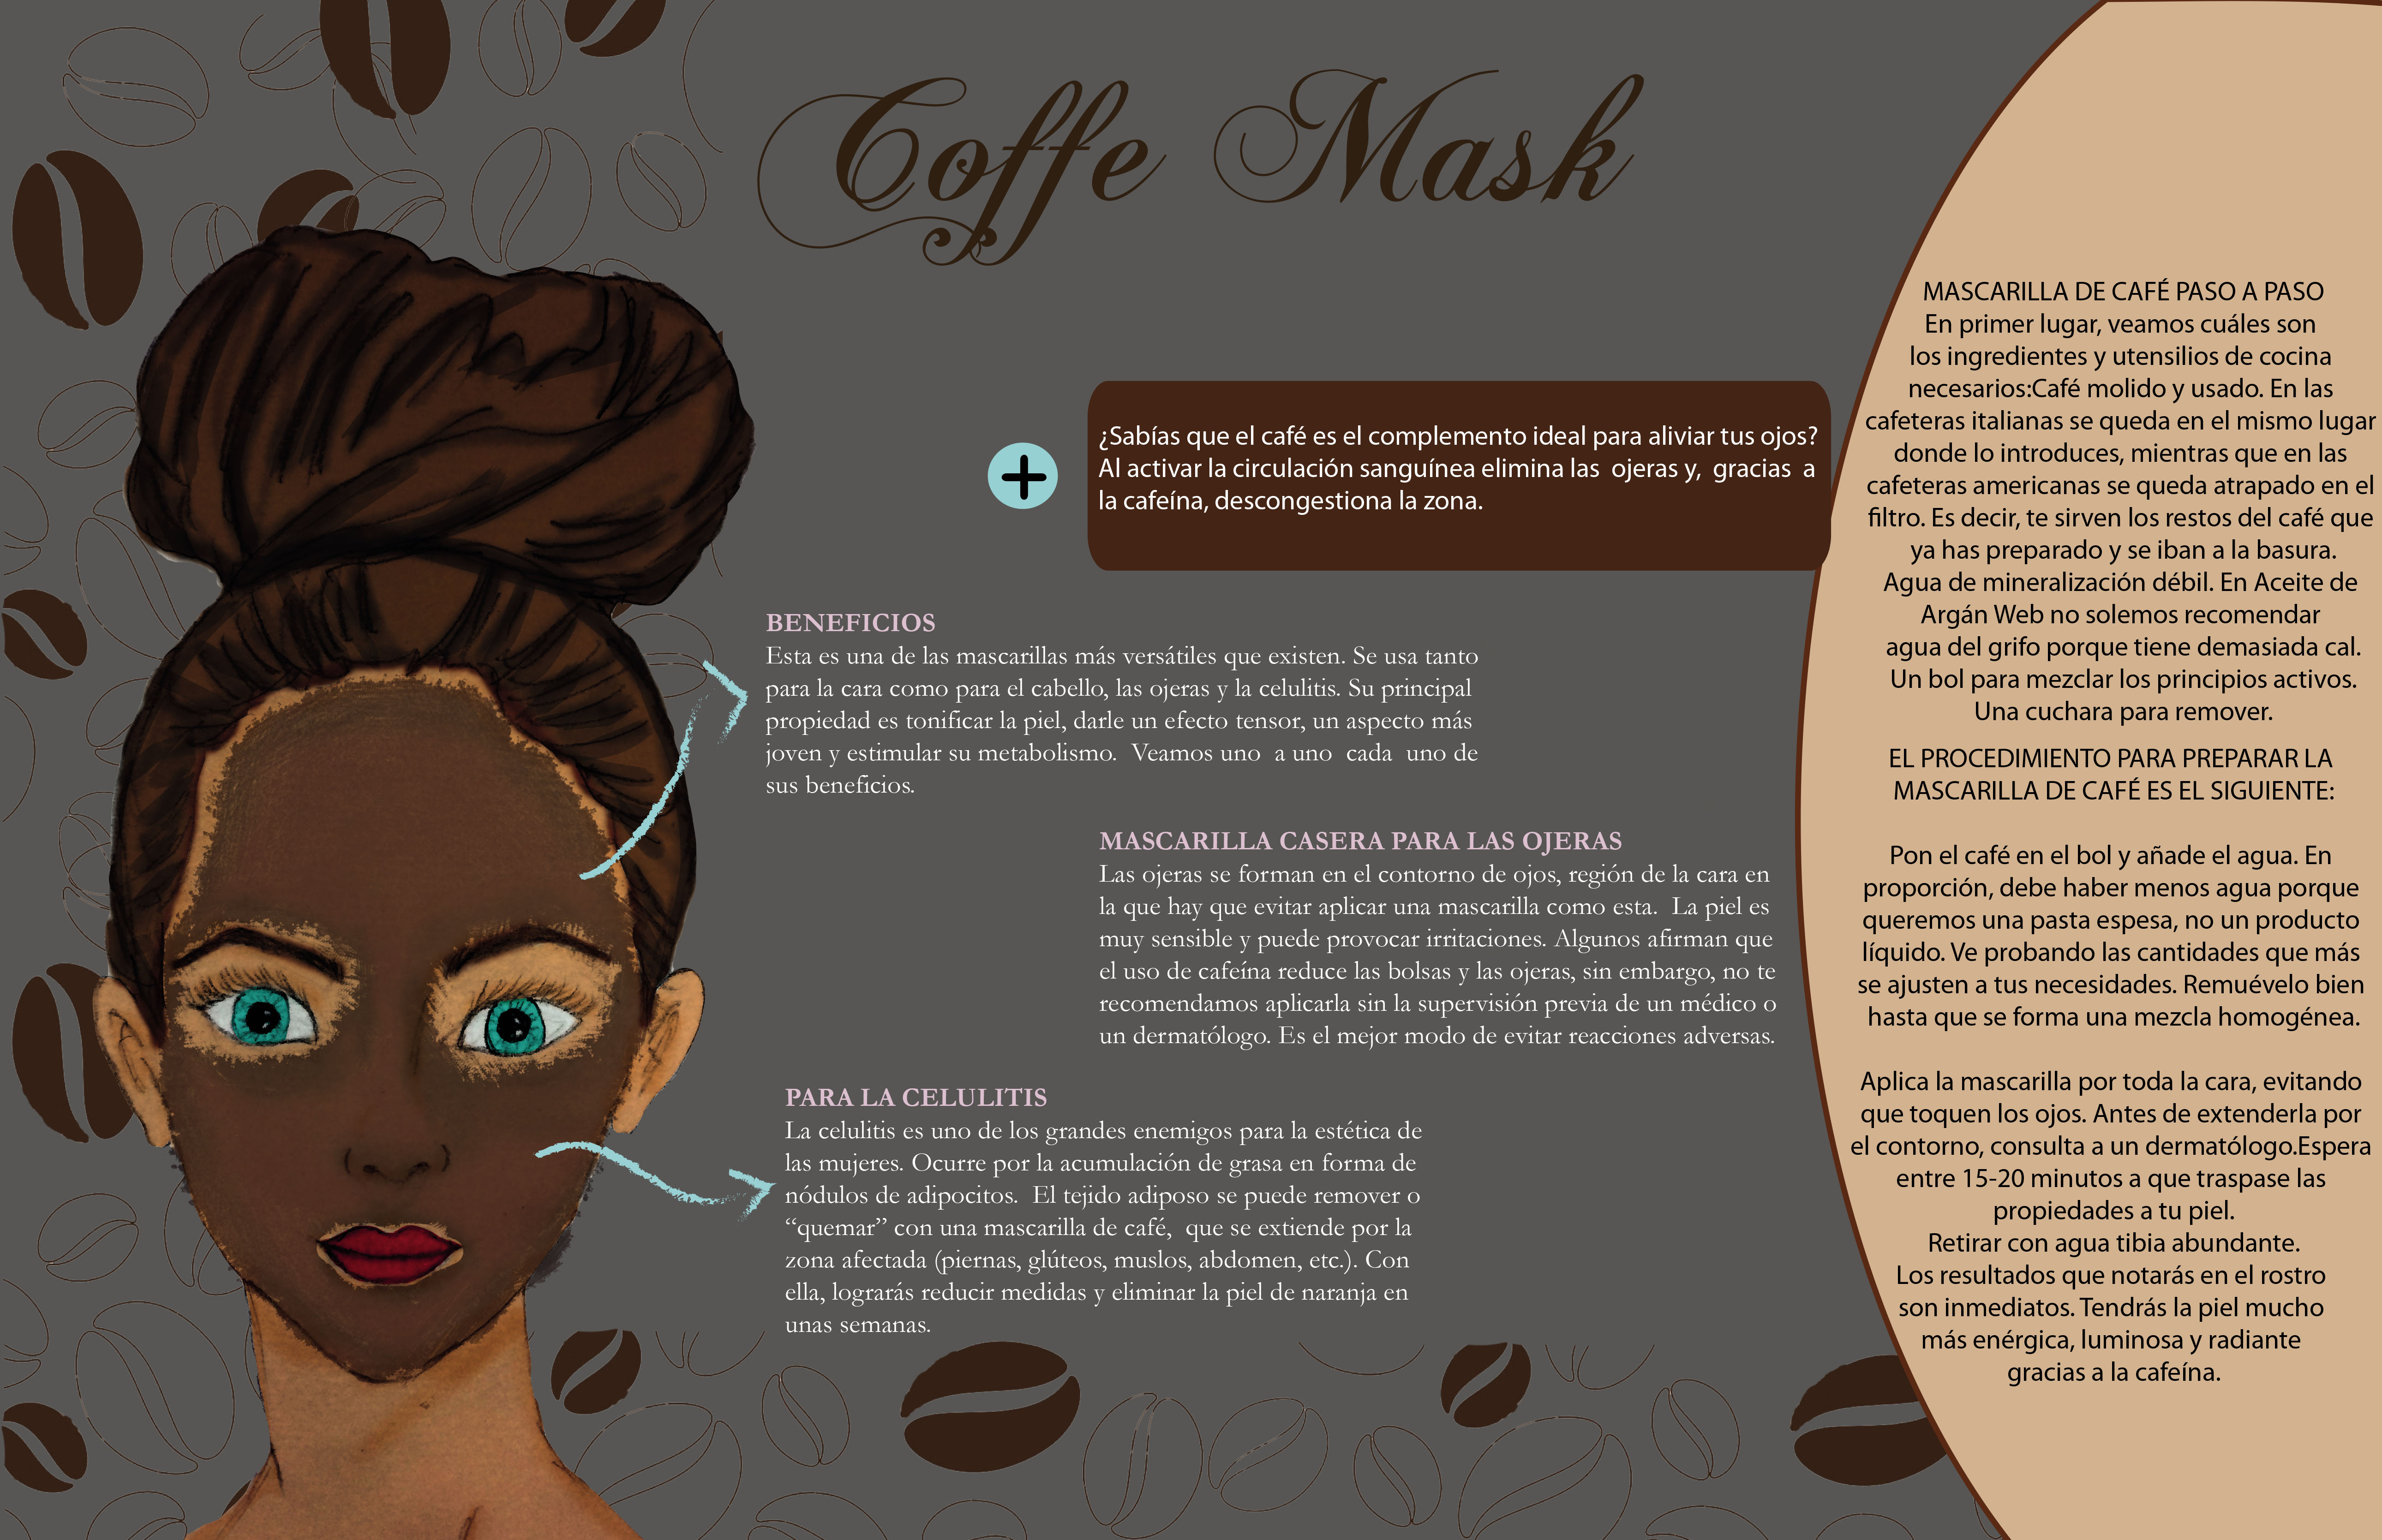 Coffe Mask
¿Sabías que el café es el complemento ideal para aliviar tus ojos?
Al activar la circulación sanguínea elimina las ojeras y, gracias a
la cafeína, descongestiona la zona.
BENEFICIOS
Esta es una de las mascarillas más versátiles que existen. Se usa tanto
para la cara como para el cabello, las ojeras y la celulitis. Su principal
propiedad es tonificar la piel, darle un efecto tensor, un aspecto más
joven y estimular su metabolismo. Veamos uno a uno cada uno de
sus beneficios.
MASCARILLA CASERA PARA LAS OJERAS
Las ojeras se forman en el contorno de ojos, región de la cara en
la que hay que evitar aplicar una mascarilla como esta. La piel es
muy sensible y puede provocar irritaciones. Algunos afirman que
el uso de cafeína reduce las bolsas y las ojeras, sin embargo, no te
recomendamos aplicarla sin la supervisión previa de un médico o
un dermatólogo. Es el mejor modo de evitar reacciones adversas.
PARA LA CELULITIS
La celulitis es uno de los grandes enemigos para la estética de
las mujeres. Ocurre por la acumulación de grasa en forma de
nódulos de adipocitos. El tejido adiposo se puede remover o
“quemar” con una mascarilla de café, que se extiende por la
zona afectada (piernas, glúteos, muslos, abdomen, etc.). Con
ella, lograrás reducir medidas y eliminar la piel de naranja en
unas semanas.
MASCARILLA DE CAFÉ PASO A PASO
En primer lugar, veamos cuáles son
los ingredientes y utensilios de cocina
necesarios:Café molido y usado. En las
cafeteras italianas se queda en el mismo lugar
donde lo introduces, mientras que en las
cafeteras americanas se queda atrapado en el
filtro. Es decir, te sirven los restos del café que
ya has preparado y se iban a la basura.
Agua de mineralización débil. En Aceite de
Argán Web no solemos recomendar
agua del grifo porque tiene demasiada cal.
Un bol para mezclar los principios activos.
Una cuchara para remover.
EL PROCEDIMIENTO PARA PREPARAR LA
MASCARILLA DE CAFÉ ES EL SIGUIENTE:
Pon el café en el bol y añade el agua. En
proporción, debe haber menos agua porque
queremos una pasta espesa, no un producto
líquido. Ve probando las cantidades que más
se ajusten a tus necesidades. Remuévelo bien
hasta que se forma una mezcla homogénea.
Aplica la mascarilla por toda la cara, evitando
que toquen los ojos. Antes de extenderla por
el contorno, consulta a un dermatólogo.Espera
entre 15-20 minutos a que traspase las
propiedades a tu piel.
Retirar con agua tibia abundante.
Los resultados que notarás en el rostro
son inmediatos. Tendrás la piel mucho
más enérgica, luminosa y radiante
gracias a la cafeína.